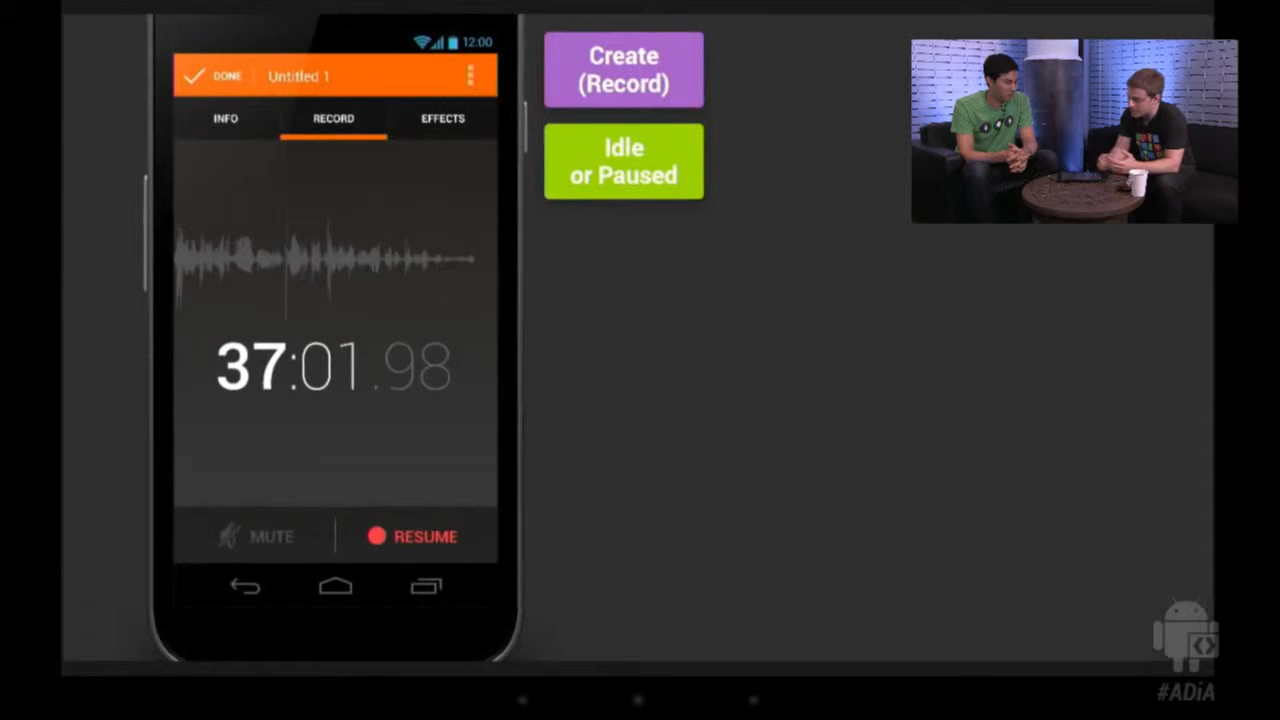 12:00
DONE
Untitled 1
INFO
RECORD
EFFECTS
37:01.98
MUTE
RESUME
Create
(Record)
Idle
or Paused
#ADiA